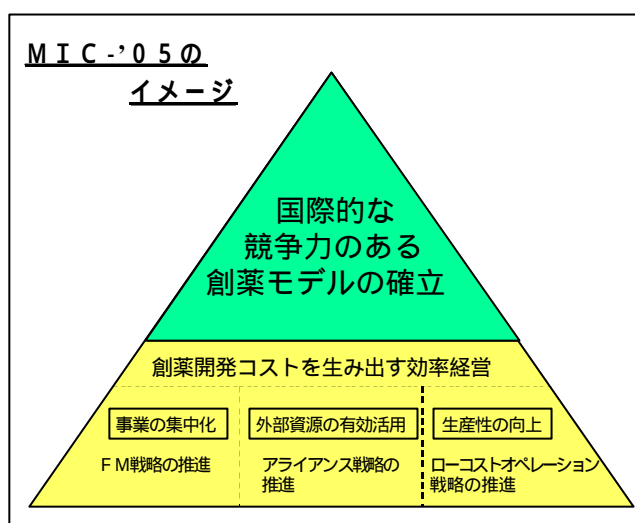 MIC-’05の
イメージ
国際的な
競争力のある
創薬モデルの確立
創薬開発コストを生み出す効率経営
事業の集中化
外部資源の有効活用
生産性の向上
FM戦略の推進
アライアンス戦略の
推進
ローコストオペレーション
戦略の推進